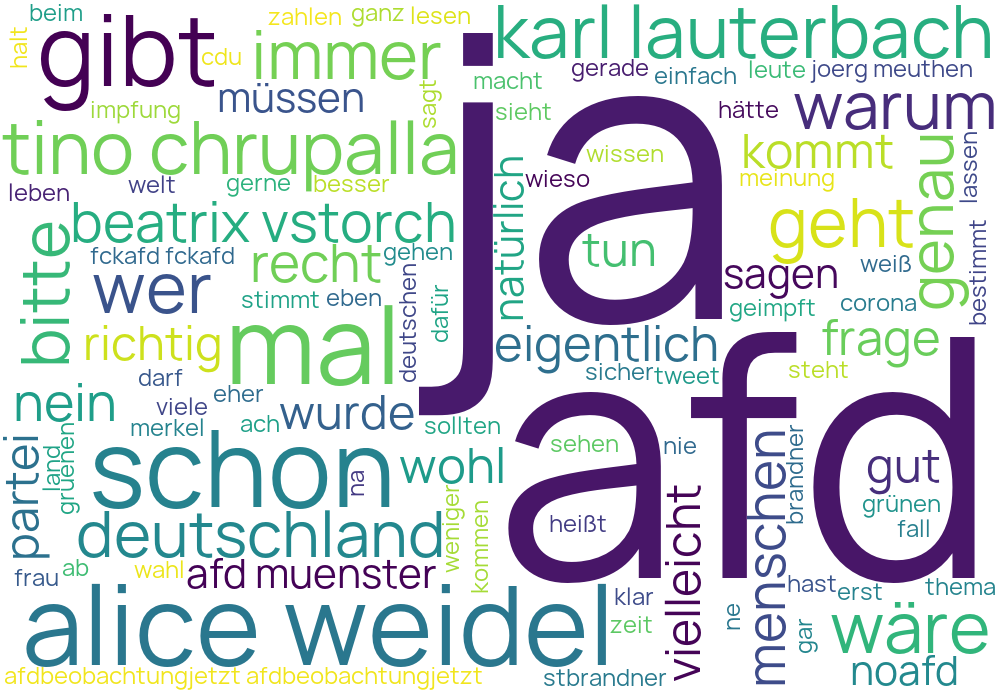 beim
zahlen
ganz
lesen
karl lauterbach
halt
gibt
cdu
immer
müssen
impfung
sagt
macht
sieht
gerade
einfach
leute
joerg meuthen
hätte
warum
ja
tino chrupalla
wissen
wieso
kommt
meinung
genau
lassen
leben
welt
gerne
besser
natürlich
beatrix vstorch
bitte
fckafd fckafd
recht
gehen
tun
geht
sagen
weiß
bestimmt
wer
stimmt
eben
deutschen
dafür
geimpft
corona
richtig
mal
eigentlich
frage
darf
sicher
tweet
steht
nein
viele
eher
merkel
ach
wurde
sollten
afd
partei
land
gruenen
schon
na
wohl
sehen
nie
brandner
gut
grünen
fall
heißt
deutschland
weniger
kommen
vielleicht
menschen
frau
ab
wahl
afd muenster
hast
erst
thema
alice weidel
klar
zeit
ne
gar
wäre
noafd
afdbeobachtungjetzt afdbeobachtungjetzt
stbrandner